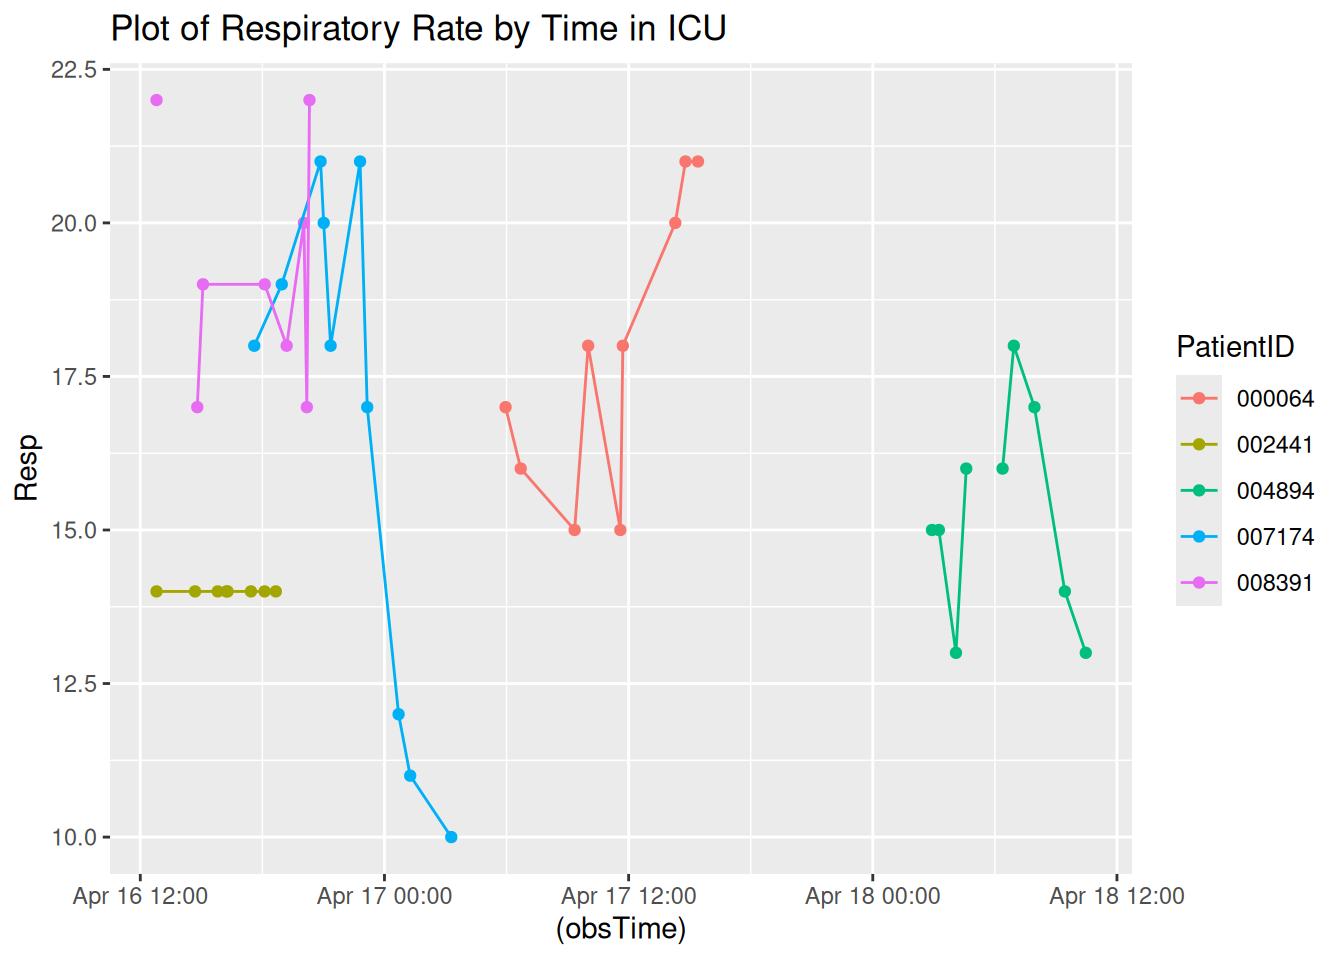 Plot of Respiratory Rate by Time in ICU
22.5
20.0
17.5
15.0
12.5
10.0
Resp
Apr 16 12:00
Apr 17 00:00
Apr 17 12:00
Apr 18 00:00
Apr 18 12:00
(obsTime)
PatientID
000064
002441
004894
007174
008391